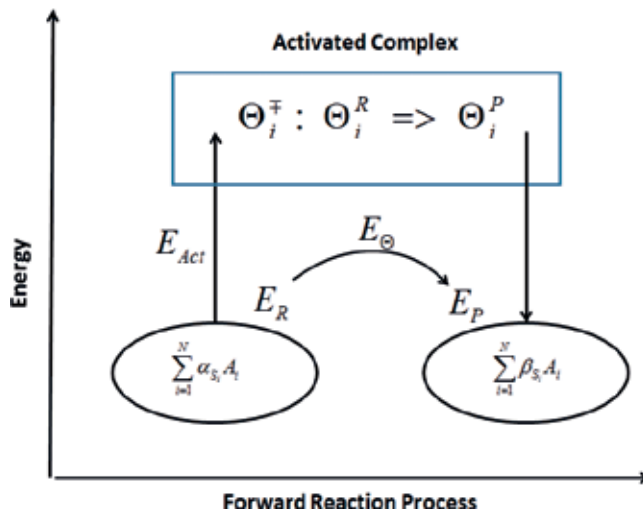 Activated Complex
Θ_i^∓ : Θ_i^R => Θ_i^P
E_Act
E_Θ
E_R
E_P
Energy
∑_{i=1}^{N} α_{S_i} A_i
∑_{i=1}^{N} β_{S_i} A_i
Forward Reaction Process